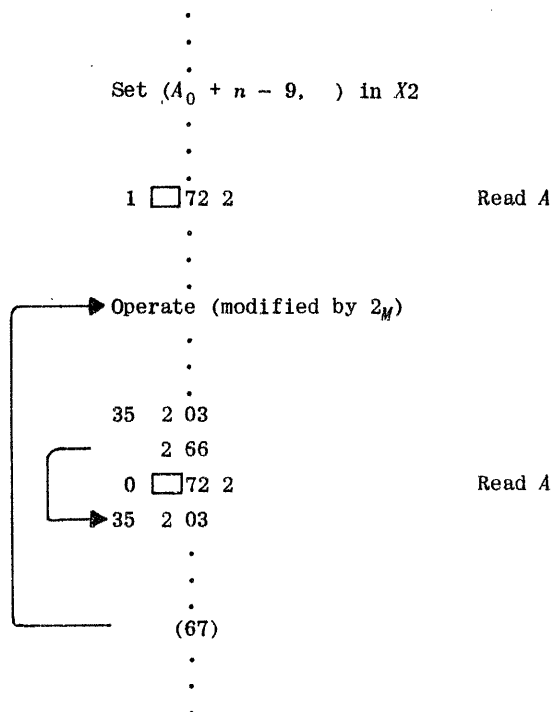 Set (A0 + n − 9, ) in X2
1 72 2 Read A
Operate (modified by 2M)
35 2 03
2 66
0 72 2 Read A
35 2 03
(67)